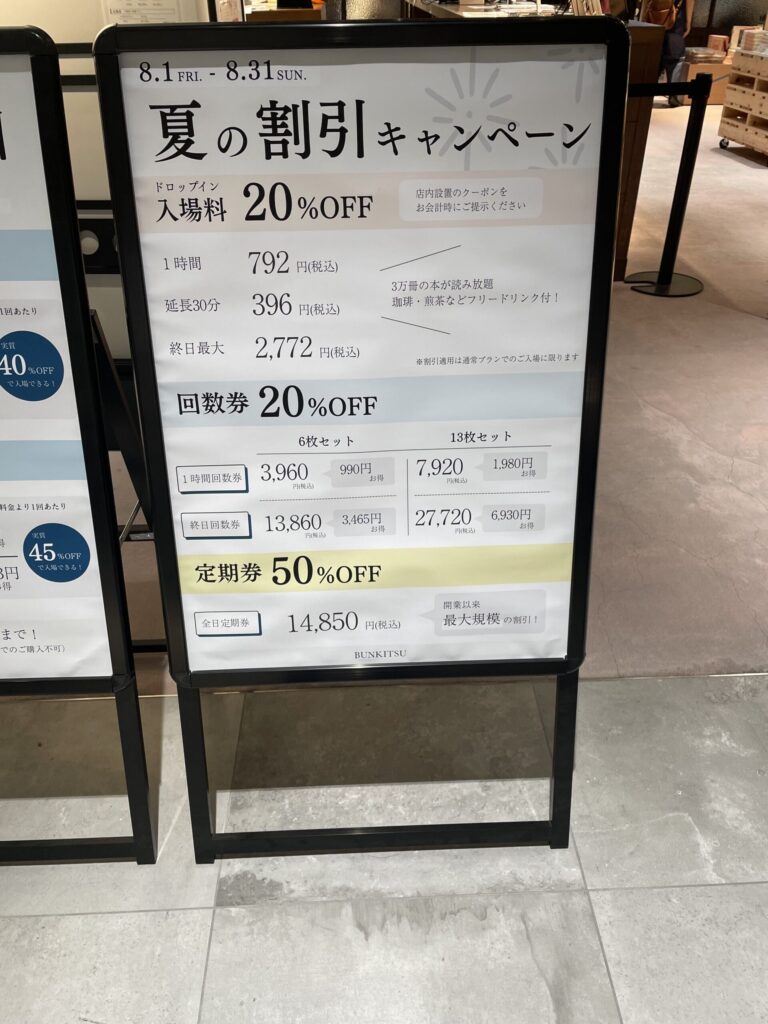 8.1 FRI. - 8.31 SUN.
夏の割引キャンペーン
ドロップイン
入場料 20%OFF
店内設置のクーポンを
お会計時にご提示ください
1時間 792 円(税込)
延長30分 396 円(税込)
終日最大 2,772 円(税込)
3万冊の本が読み放題
珈琲・煎茶などフリードリンク付！
※割引適用は通常プランでのご入場に限ります
回数券 20%OFF
6枚セット 13枚セット
1時間回数券 3,960 円(税込) 990円お得 7,920 円(税込) 1,980円お得
終日回数券 13,860 円(税込) 3,465円お得 27,720 円(税込) 6,930円お得
定期券 50%OFF
全日定期券 14,850 円(税込)
開業以来
最大規模の割引！
BUNKITSU
1回あたり
実質
40%OFF
で入場できる！
料金より1回あたり
実質
45%OFF
で入場できる！
円
お得
まで！
でのご購入不可)